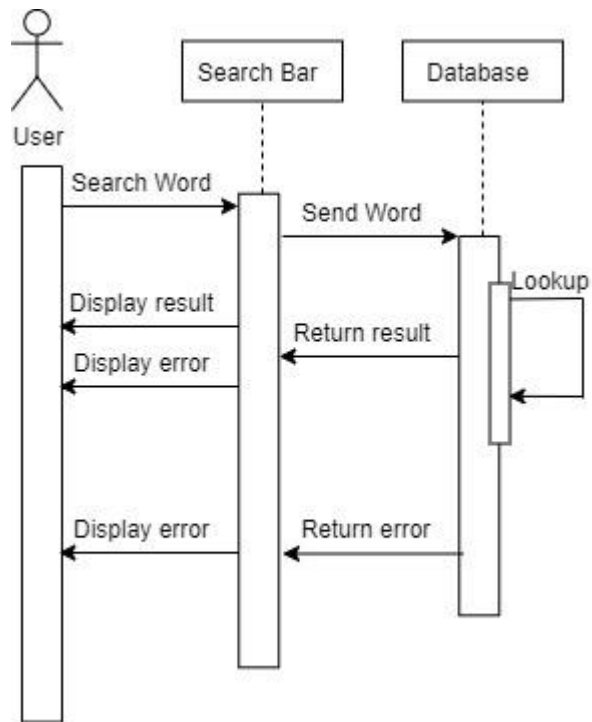 Search Bar
Database
User
Search Word
Send Word
Lookup
Display result
Return result
Display error
Display error
Return error